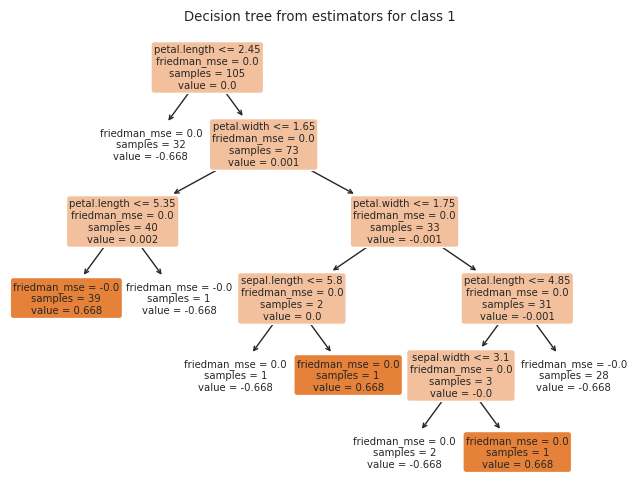 Decision tree from estimators for class 1
petal.length <= 2.45
friedman_mse = 0.0
samples = 105
value = 0.0
friedman_mse = 0.0
samples = 32
value = -0.668
petal.width <= 1.65
friedman_mse = 0.0
samples = 73
value = 0.001
petal.length <= 5.35
friedman_mse = 0.0
samples = 40
value = 0.002
petal.width <= 1.75
friedman_mse = 0.0
samples = 33
value = -0.001
friedman_mse = -0.0
samples = 39
value = 0.668
friedman_mse = -0.0
samples = 1
value = -0.668
sepal.length <= 5.8
friedman_mse = 0.0
samples = 2
value = 0.0
petal.length <= 4.85
friedman_mse = 0.0
samples = 31
value = -0.001
friedman_mse = 0.0
samples = 1
value = -0.668
friedman_mse = 0.0
samples = 1
value = 0.668
sepal.width <= 3.1
friedman_mse = 0.0
samples = 3
value = -0.0
friedman_mse = -0.0
samples = 28
value = -0.668
friedman_mse = 0.0
samples = 2
value = -0.668
friedman_mse = 0.0
samples = 1
value = 0.668